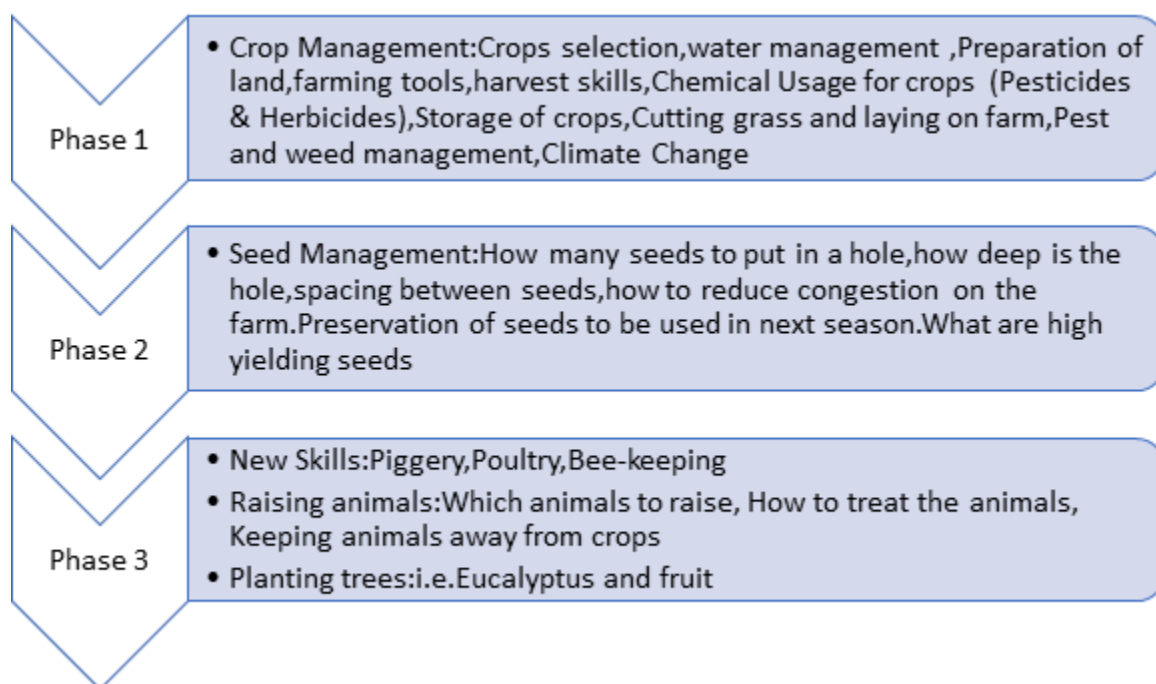 Phase 1
• Crop Management:Crops selection,water management ,Preparation of
land,farming tools,harvest skills,Chemical Usage for crops (Pesticides
& Herbicides),Storage of crops,Cutting grass and laying on farm,Pest
and weed management,Climate Change
Phase 2
• Seed Management:How many seeds to put in a hole,how deep is the
hole,spacing between seeds,how to reduce congestion on the
farm.Preservation of seeds to be used in next season.What are high
yielding seeds
Phase 3
• New Skills:Piggery,Poultry,Bee-keeping
• Raising animals:Which animals to raise, How to treat the animals,
Keeping animals away from crops
• Planting trees:i.e.Eucalyptus and fruit